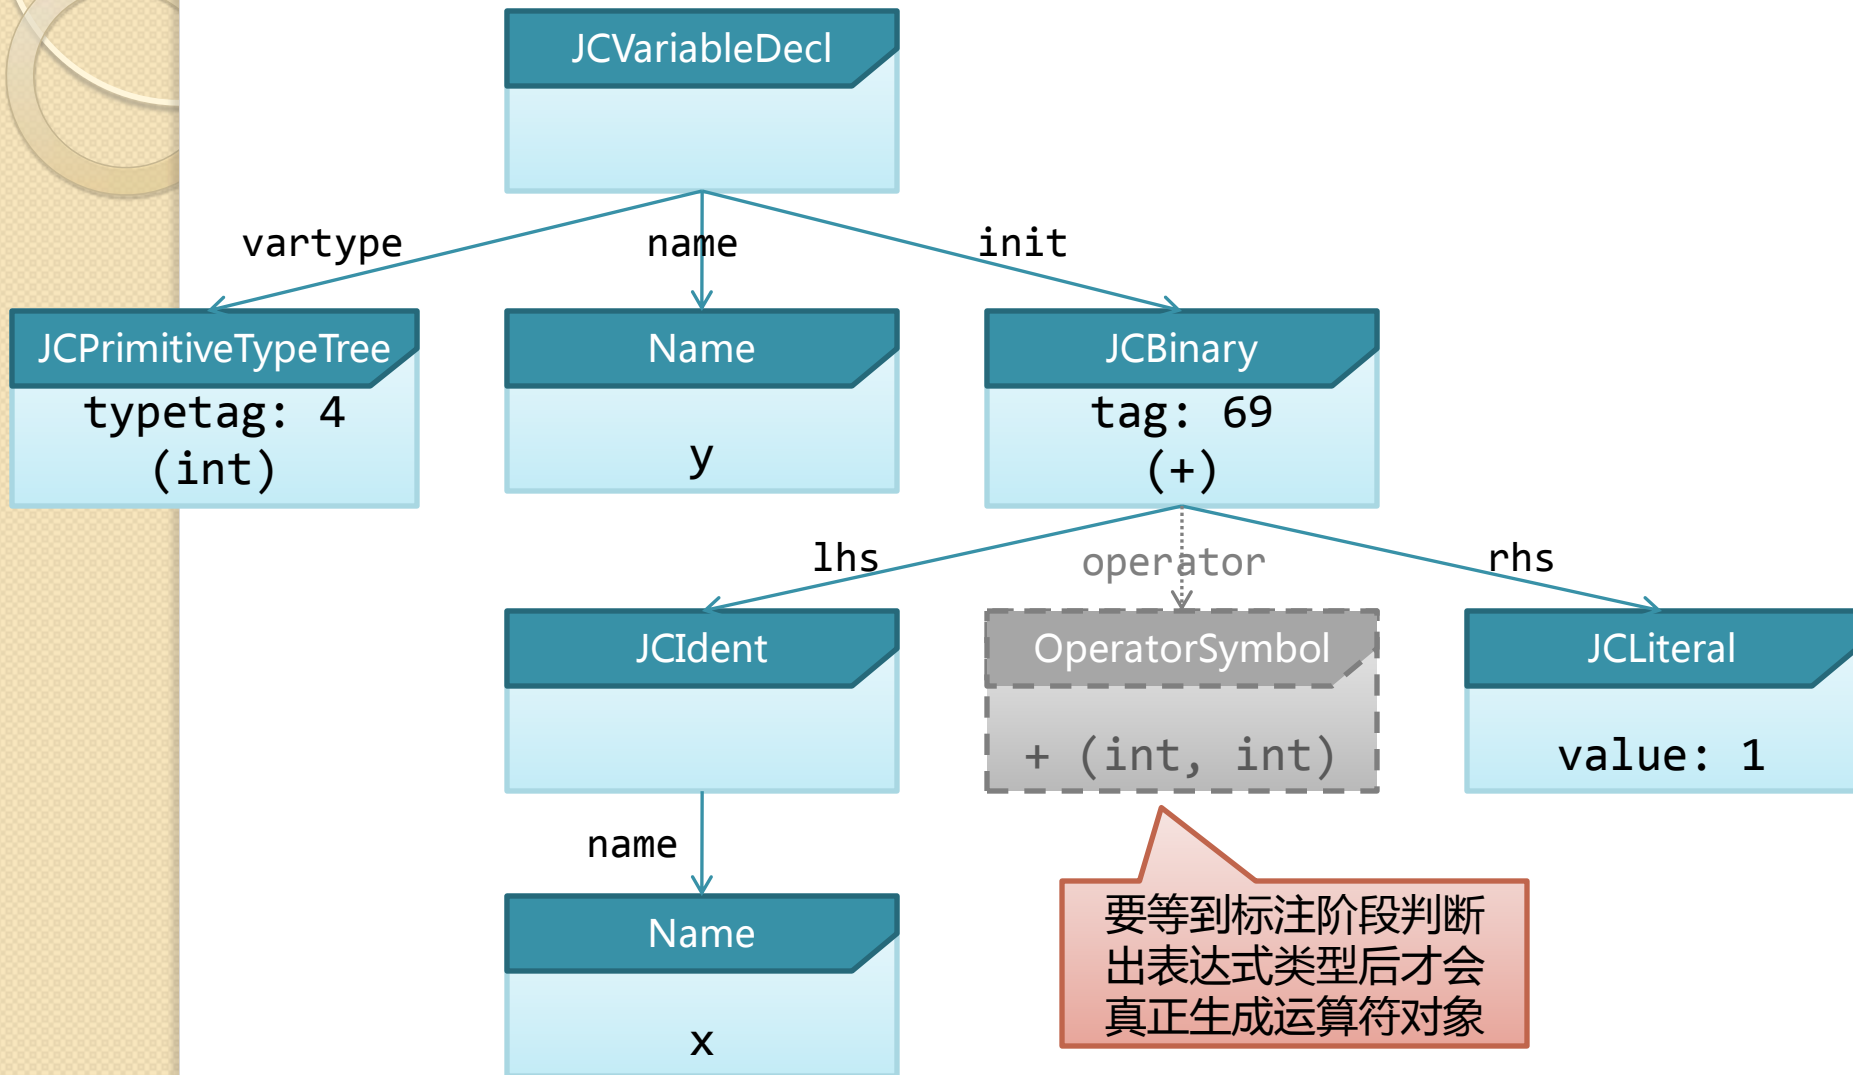 JCVariableDecl
vartype
name
init
JCPrimitiveTypeTree
typetag: 4
(int)
Name
y
JCBinary
tag: 69
(+)
lhs
operator
rhs
JCIdent
OperatorSymbol
+ (int, int)
JCLiteral
value: 1
name
Name
x
要等到标注阶段判断
出表达式类型后才会
真正生成运算符对象